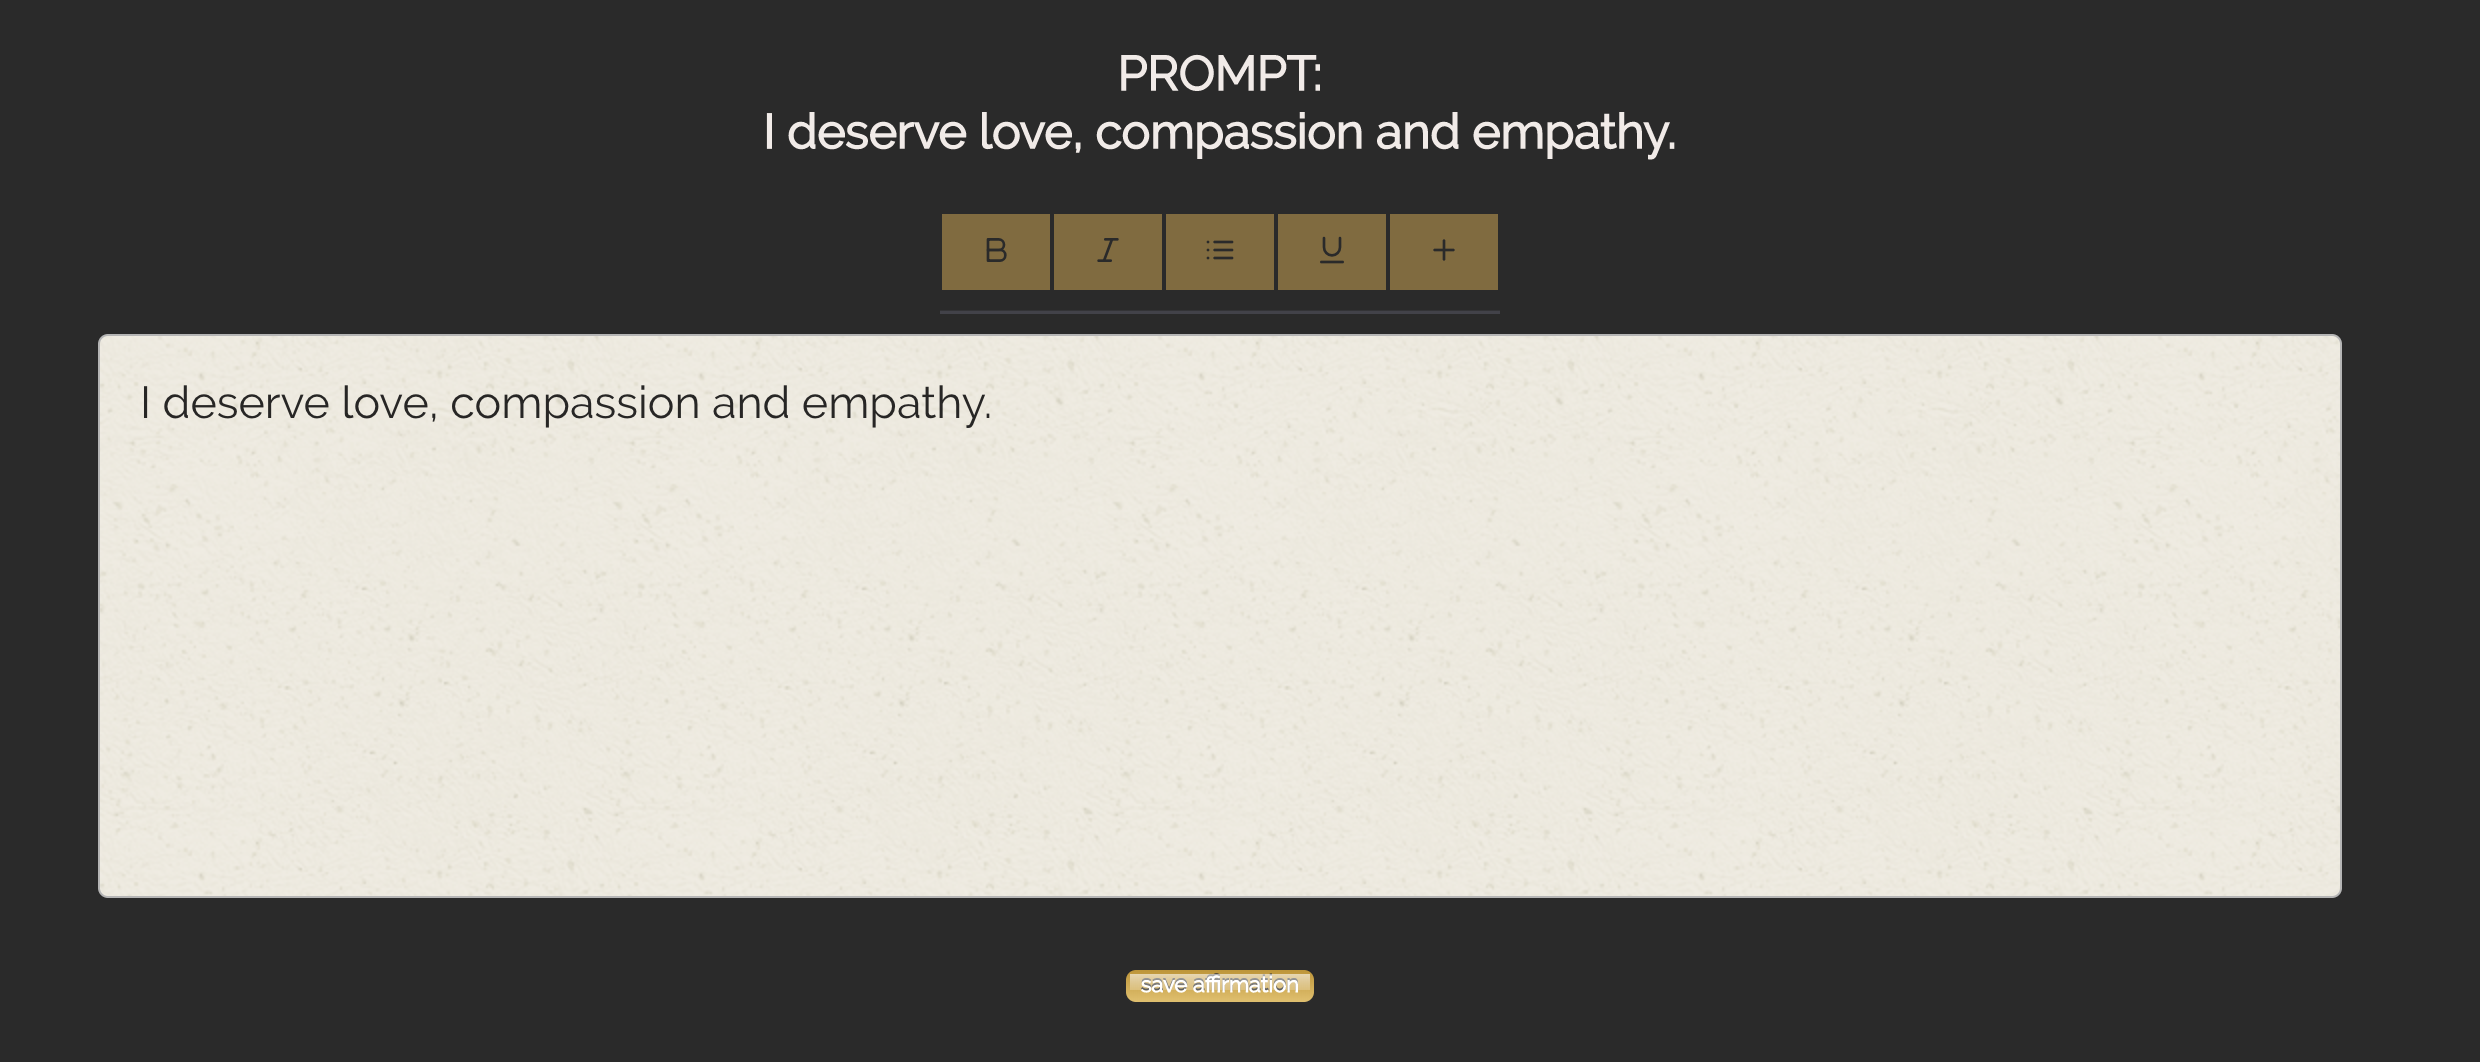 PROMPT:
I deserve love, compassion and empathy.
B I U +
I deserve love, compassion and empathy.
save affirmation